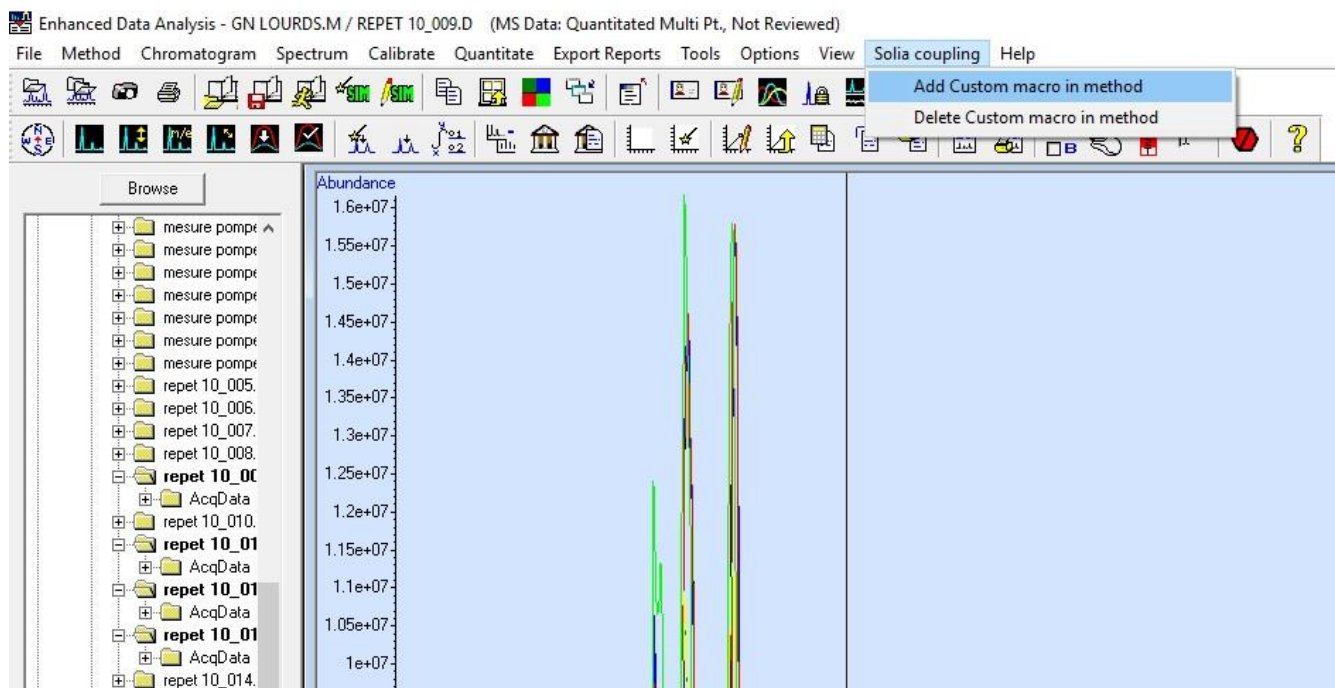 Enhanced Data Analysis - GN LOURDS.M / REPET 10_009.D (MS Data: Quantitated Multi Pt., Not Reviewed)
File Method Chromatogram Spectrum Calibrate Quantitate Export Reports Tools Options View Solia coupling Help
Add Custom macro in method
Delete Custom macro in method
SIM SIM
N W E S n/e
B
Browse
mesure pompe
mesure pompe
mesure pompe
mesure pompe
mesure pompe
mesure pompe
mesure pompe
repet 10_005.
repet 10_006.
repet 10_007.
repet 10_008.
repet 10_00
AcqData
repet 10_010.
repet 10_01
AcqData
repet 10_01
AcqData
repet 10_01
AcqData
repet 10_014.
Abundance
1.6e+07
1.55e+07
1.5e+07
1.45e+07
1.4e+07
1.35e+07
1.3e+07
1.25e+07
1.2e+07
1.15e+07
1.1e+07
1.05e+07
1e+07